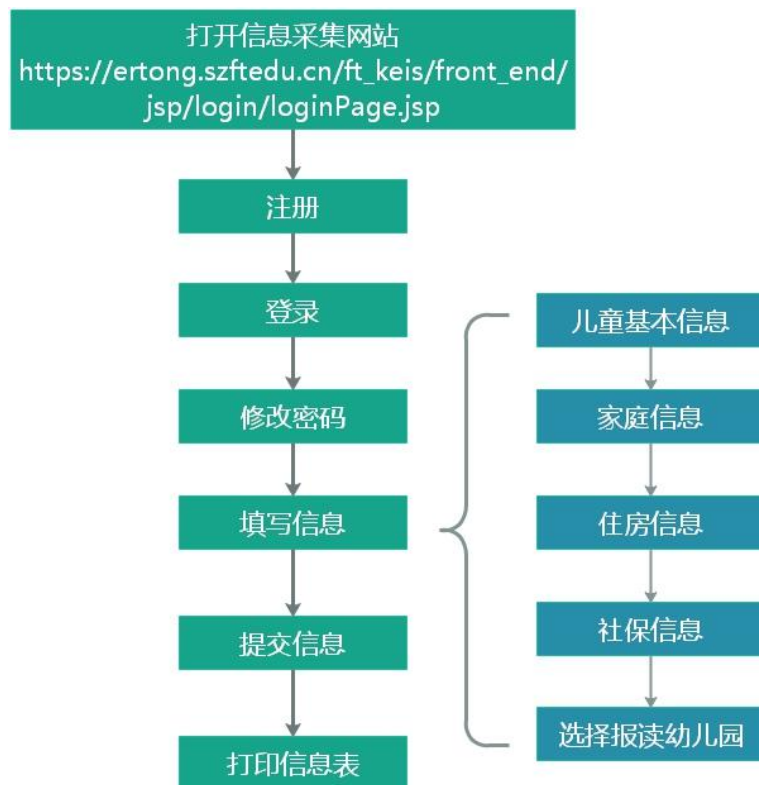 打开信息采集网站
https://ertong.szftedu.cn/ft_keis/front_end/
jsp/login/loginPage.jsp
注册
登录
修改密码
填写信息
提交信息
打印信息表
儿童基本信息
家庭信息
住房信息
社保信息
选择报读幼儿园